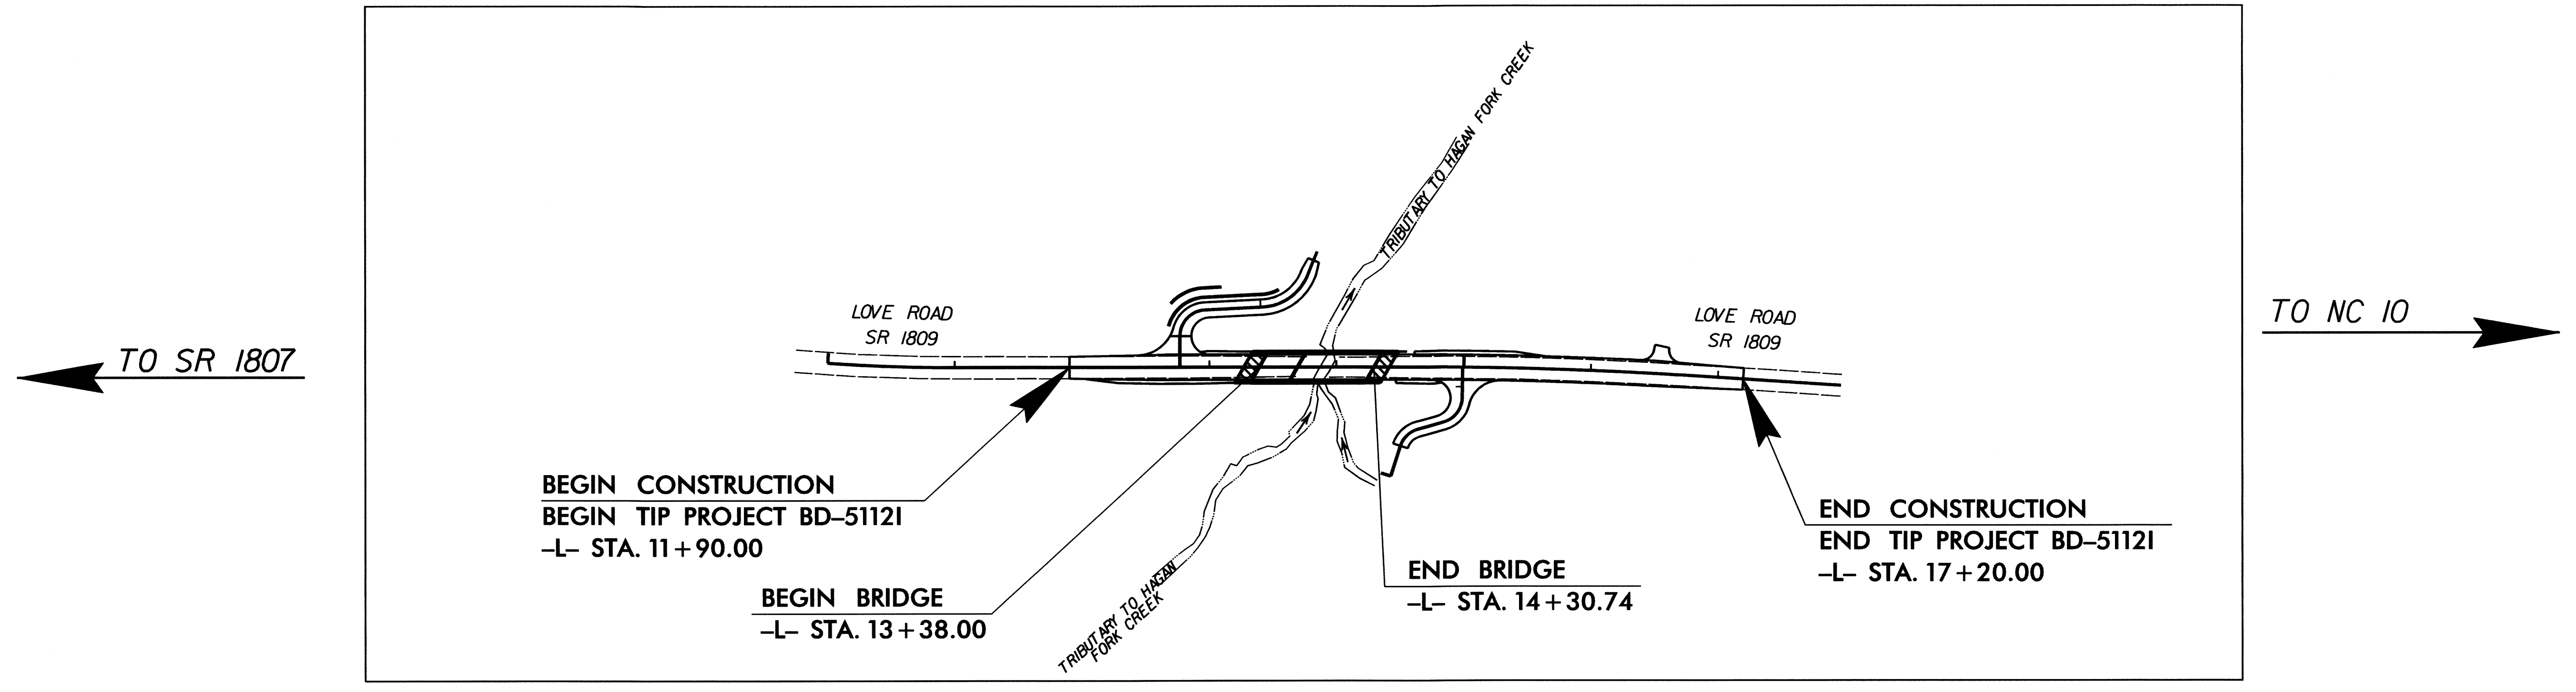 TRIBUTARY TO HAGAN FORK CREEK
LOVE ROAD
SR 1809
LOVE ROAD
SR 1809
TO NC 10
TO SR 1807
BEGIN CONSTRUCTION
BEGIN TIP PROJECT BD–5112I
–L– STA. 11+90.00
END CONSTRUCTION
END TIP PROJECT BD–5112I
–L– STA. 17+20.00
END BRIDGE
–L– STA. 14+30.74
BEGIN BRIDGE
–L– STA. 13+38.00
TRIBUTARY TO HAGAN
FORK CREEK